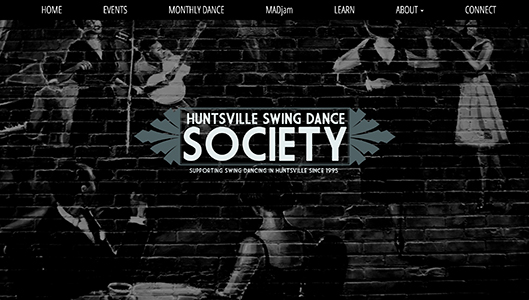 HOME EVENTS MONTHLY DANCE MADjam LEARN ABOUT CONNECT
HUNTSVILLE SWING DANCE
SOCIETY
SUPPORTING SWING DANCING IN HUNTSVILLE SINCE 1995